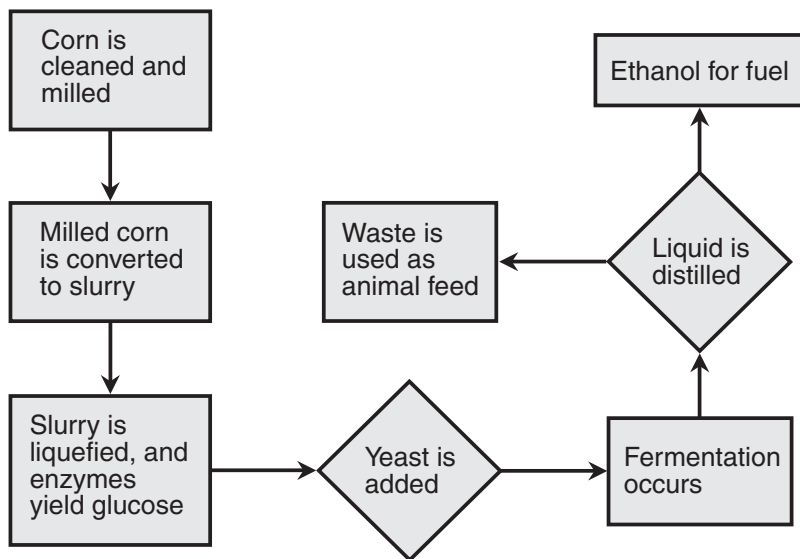 Corn is
cleaned and
milled
Milled corn
is converted
to slurry
Slurry is
liquefied, and
enzymes
yield glucose
Yeast is
added
Fermentation
occurs
Liquid is
distilled
Waste is
used as
animal feed
Ethanol for fuel